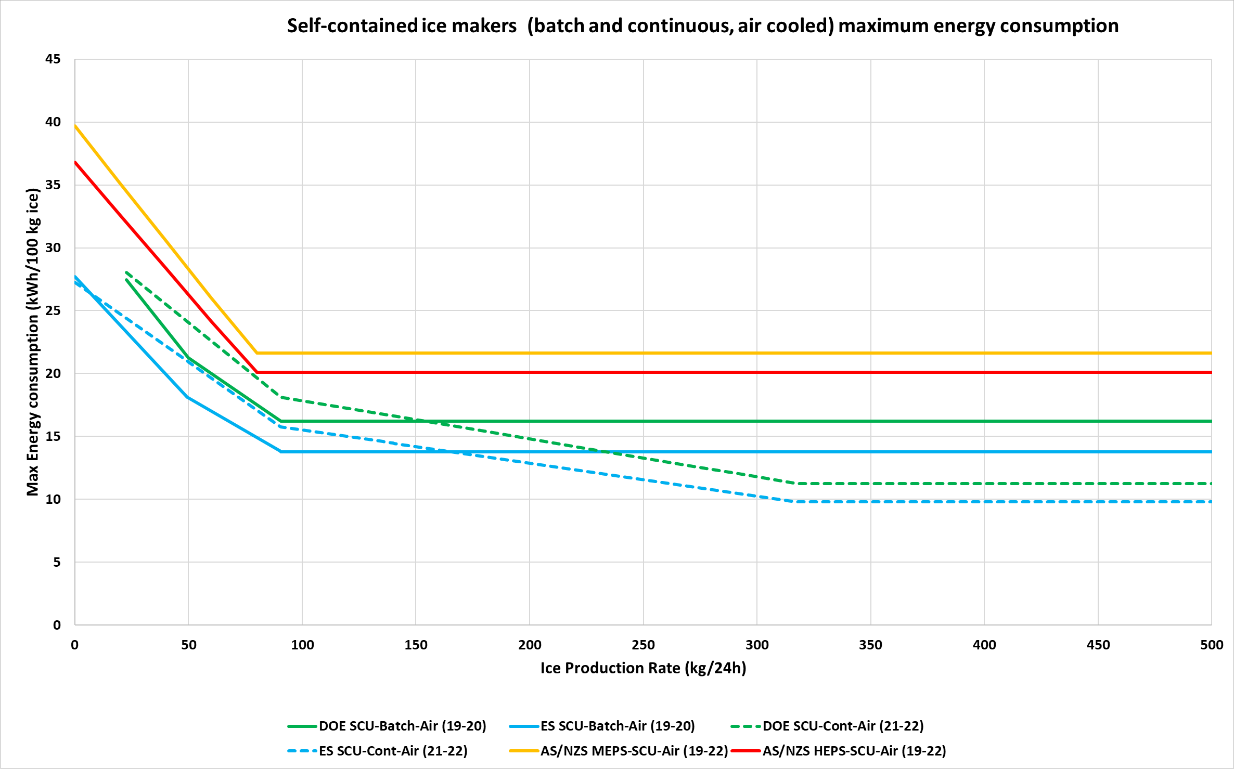 Self-contained ice makers  (batch and continuous, air cooled) maximum energy consumption
Max Energy consumption (kWh/100 kg ice)
45
40
35
30
25
20
15
10
5
0
0 50 100 150 200 250 300 350 400 450 500
Ice Production Rate (kg/24h)
DOE SCU-Batch-Air (19-20) ES SCU-Batch-Air (19-20) DOE SCU-Cont-Air (21-22)
ES SCU-Cont-Air (21-22) AS/NZS MEPS-SCU-Air (19-22) AS/NZS HEPS-SCU-Air (19-22)